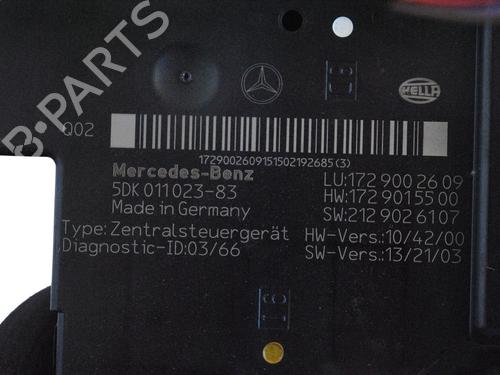 B-PARTS
HELLA
Q02
1729002609151502192685(3)
Mercedes-Benz
5DK 011 023-83
Made in Germany
Type:Zentralsteuergerät
Diagnostic-ID:03/66
LU:172 900 26 09
HW:172 901 55 00
SW:212 902 61 07
HW-Vers.:10/42/00
SW-Vers.:13/21/03